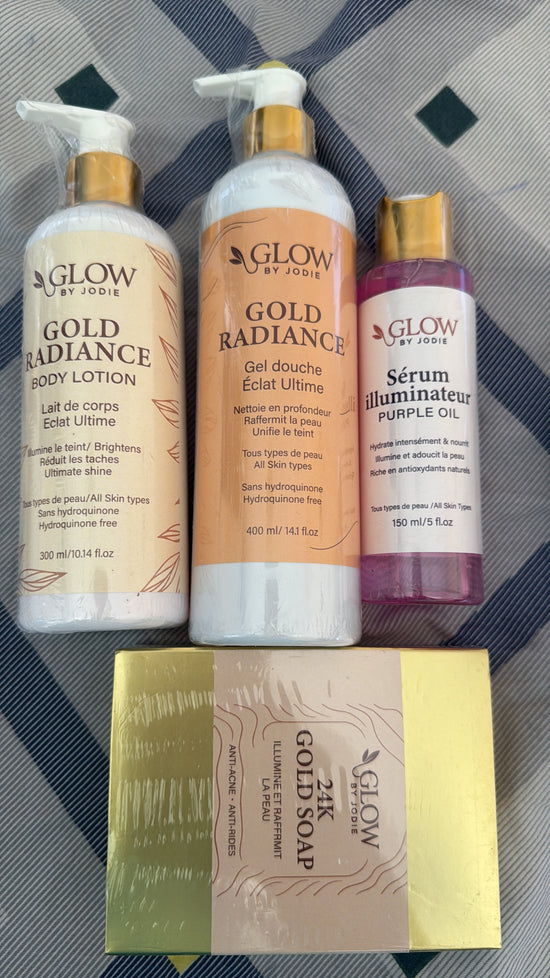 GLOW
BY JODIE
GOLD
RADIANCE
BODY LOTION
Lait de corps
Eclat Ultime
Illumine le teint/ Brightens
Réduit les taches
Ultimate shine
Tous types de peau/All Skin types
Sans hydroquinone
Hydroquinone free
300 ml/10.14 fl.oz
GLOW
BY JODIE
GOLD
RADIANCE
Gel douche
Éclat Ultime
Nettoie en profondeur
Raffermit la peau
Unifie le teint
Tous types de peau
All Skin types
Sans hydroquinone
Hydroquinone free
400 ml/ 14.1 fl.oz
GLOW
BY JODIE
Sérum
illuminateur
PURPLE OIL
Hydrate intensément & nourrit
Illumine et adoucit la peau
Riche en antioxydants naturels
Tous types de peau /All Skin Types
150 ml/5 fl.oz
GLOW
BY JODIE
24K
GOLD SOAP
ILLUMINE ET RAFFRMIT
LA PEAU
ANTI-ACNE · ANTI-RIDES